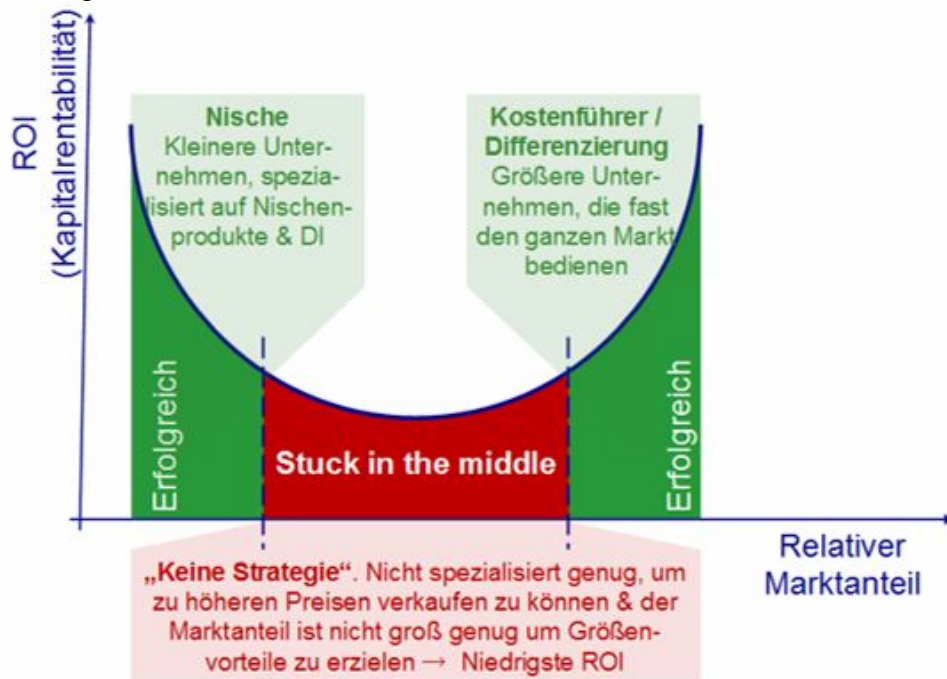 ROI
(Kapitalrentabilität)
Nische
Kleinere Unter-
nehmen, spezia-
lisiert auf Nischen-
produkte & DI
Kostenführer /
Differenzierung
Größere Unter-
nehmen, die fast
den ganzen Markt
bedienen
Erfolgreich
Stuck in the middle
Erfolgreich
Relativer
Marktanteil
„Keine Strategie“. Nicht spezialisiert genug, um
zu höheren Preisen verkaufen zu können & der
Marktanteil ist nicht groß genug um Größen-
vorteile zu erzielen → Niedrigste ROI